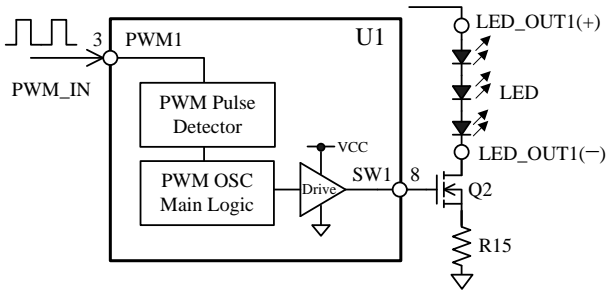 3
PWM1
U1
PWM_IN
PWM Pulse
Detector
PWM OSC
Main Logic
Drive
VCC
SW1
8
LED_OUT1(+)
LED
LED_OUT1(—)
Q2
R15